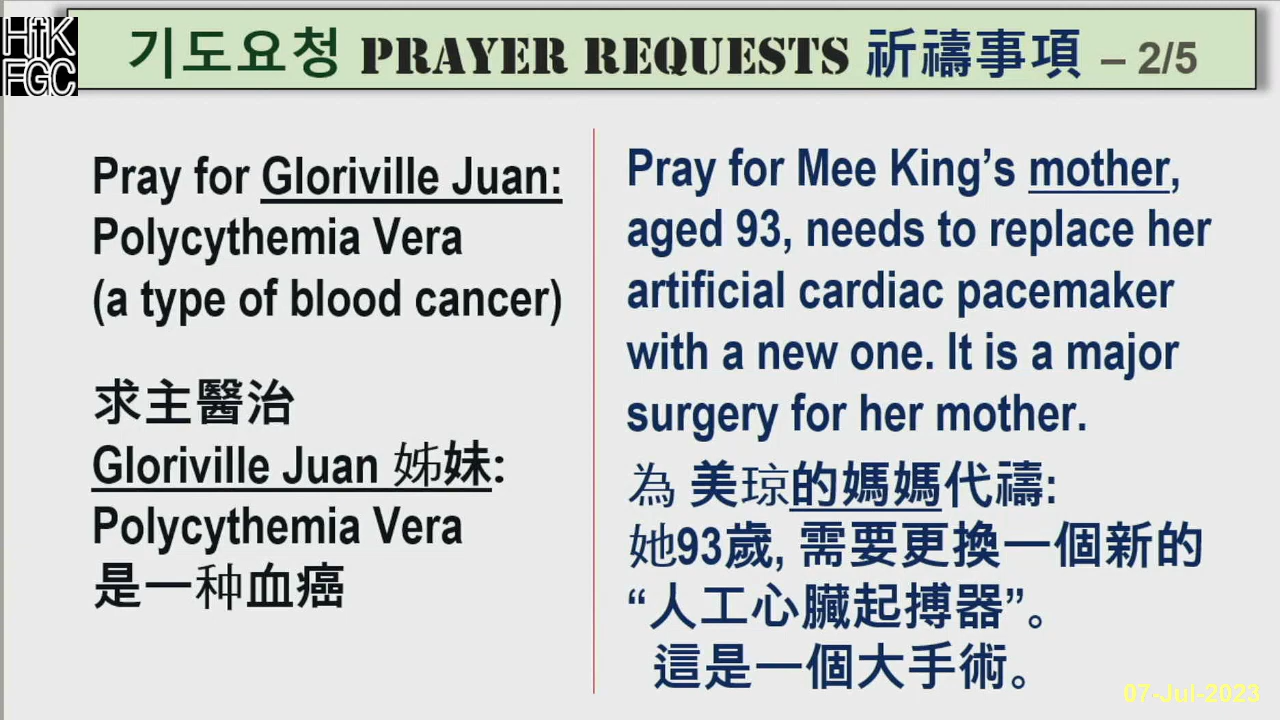 HfK
FGC
기도요청 PRAYER REQUESTS 祈禱事項 – 2/5
Pray for Gloriville Juan:
Polycythemia Vera
(a type of blood cancer)
求主醫治
Gloriville Juan 姊妹:
Polycythemia Vera
是一种血癌
Pray for Mee King’s mother,
aged 93, needs to replace her
artificial cardiac pacemaker
with a new one. It is a major
surgery for her mother.
為 美琼的媽媽代禱:
她93歲, 需要更換一個新的
“人工心臟起搏器”。
這是一個大手術。
07-Jul-2023